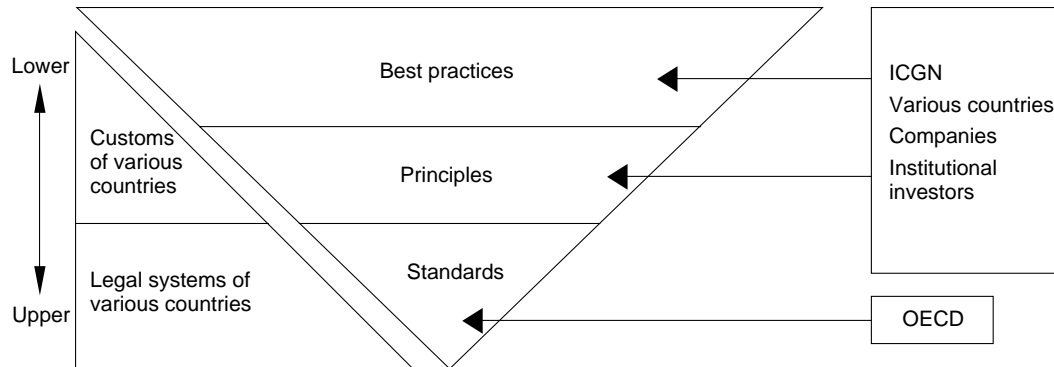 Lower
Upper
Customs
of various
countries
Legal systems of
various countries
Best practices
Principles
Standards
ICGN
Various countries
Companies
Institutional
investors
OECD